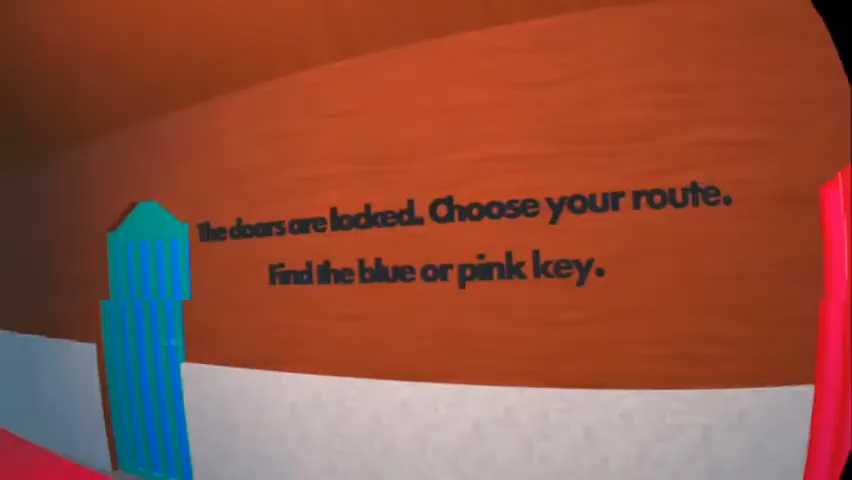 The doors are locked. Choose your route.
Find the blue or pink key.